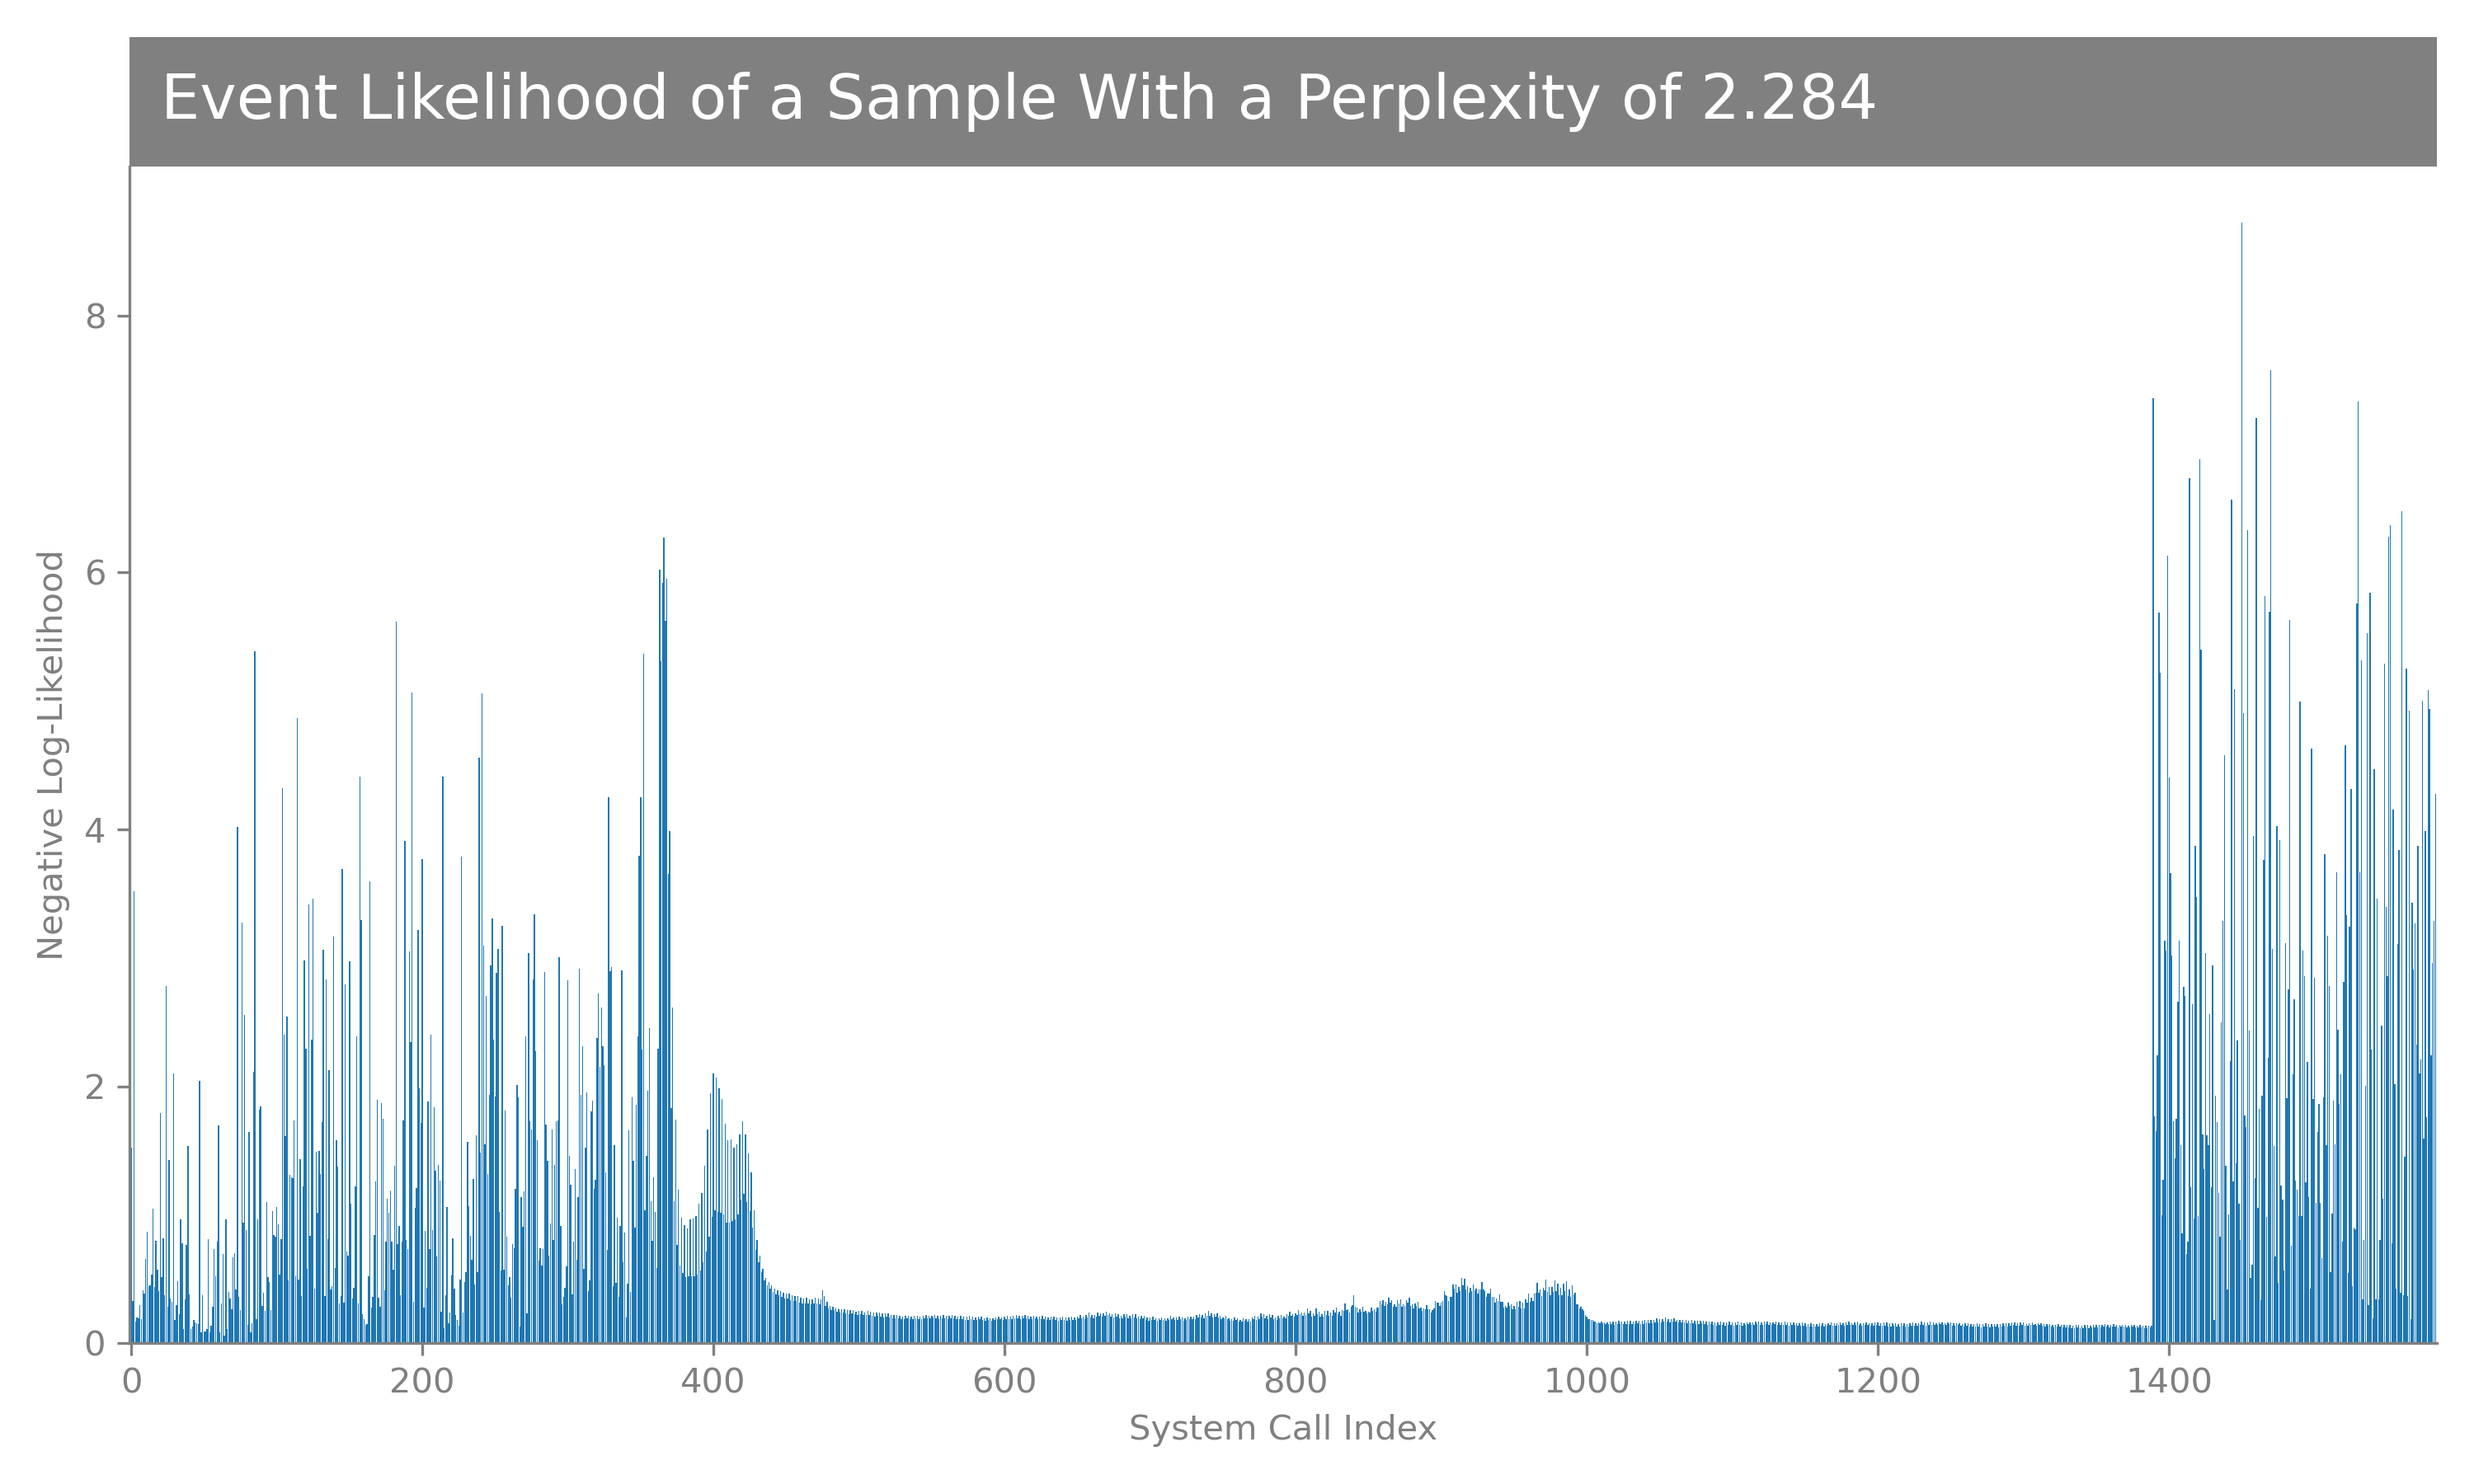 Event Likelihood of a Sample With a Perplexity of 2.284
Negative Log-Likelihood
8
6
4
2
0
0 200 400 600 800 1000 1200 1400
System Call Index